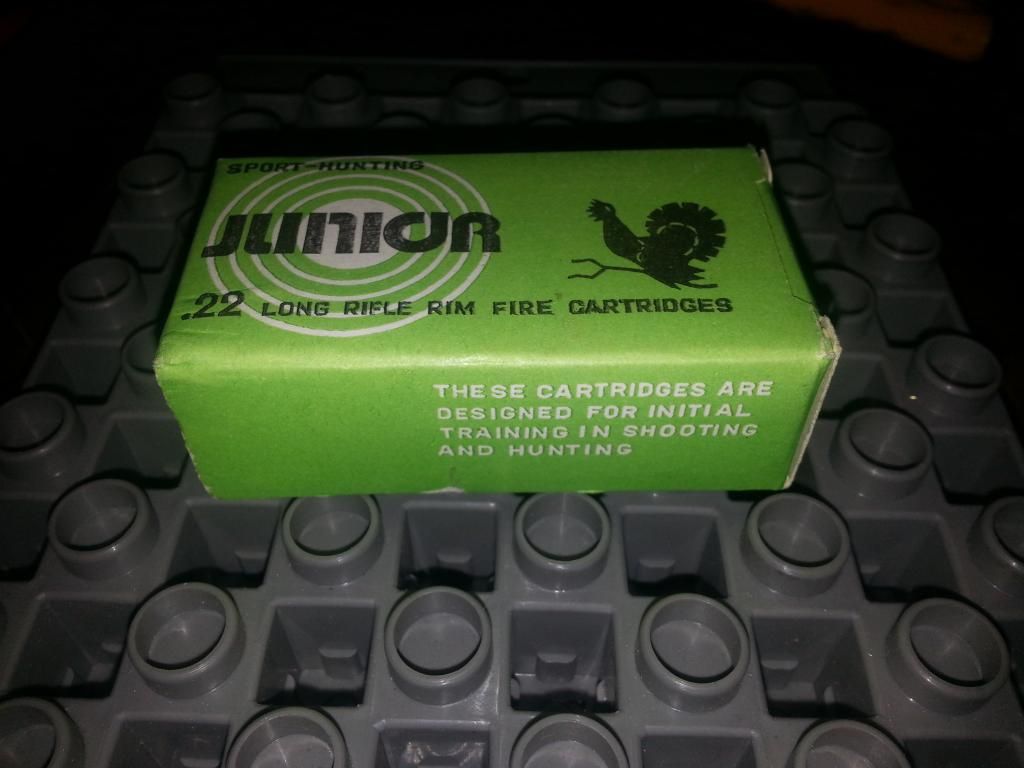 SPORT-HUNTING
JUNIOR
.22 LONG RIFLE RIM FIRE CARTRIDGES
THESE CARTRIDGES ARE
DESIGNED FOR INITIAL
TRAINING IN SHOOTING
AND HUNTING